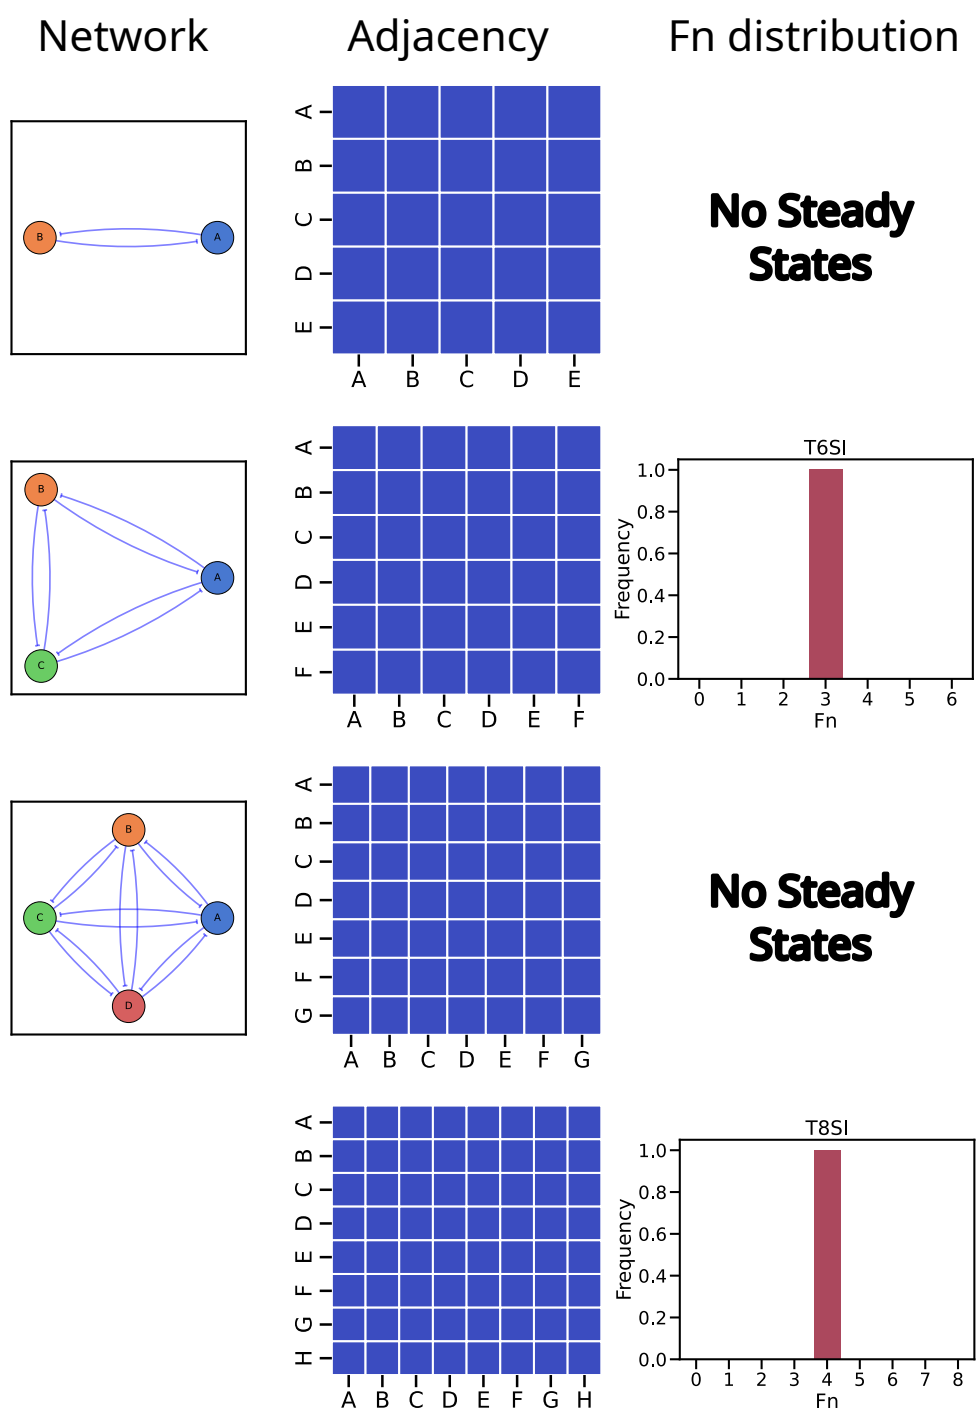 Network Adjacency Fn distribution
B A
A
B
C
D
E
A B C D E
No Steady
States
B
A
C
A
B
C
D
E
F
A B C D E F
T6SI
Frequency
1.0
0.8
0.6
0.4
0.2
0.0
0 1 2 3 4 5 6
Fn
B
C A
D
A
B
C
D
E
F
G
A B C D E F G
No Steady
States
A
B
C
D
E
F
G
H
A B C D E F G H
T8SI
Frequency
1.0
0.8
0.6
0.4
0.2
0.0
0 1 2 3 4 5 6 7 8
Fn